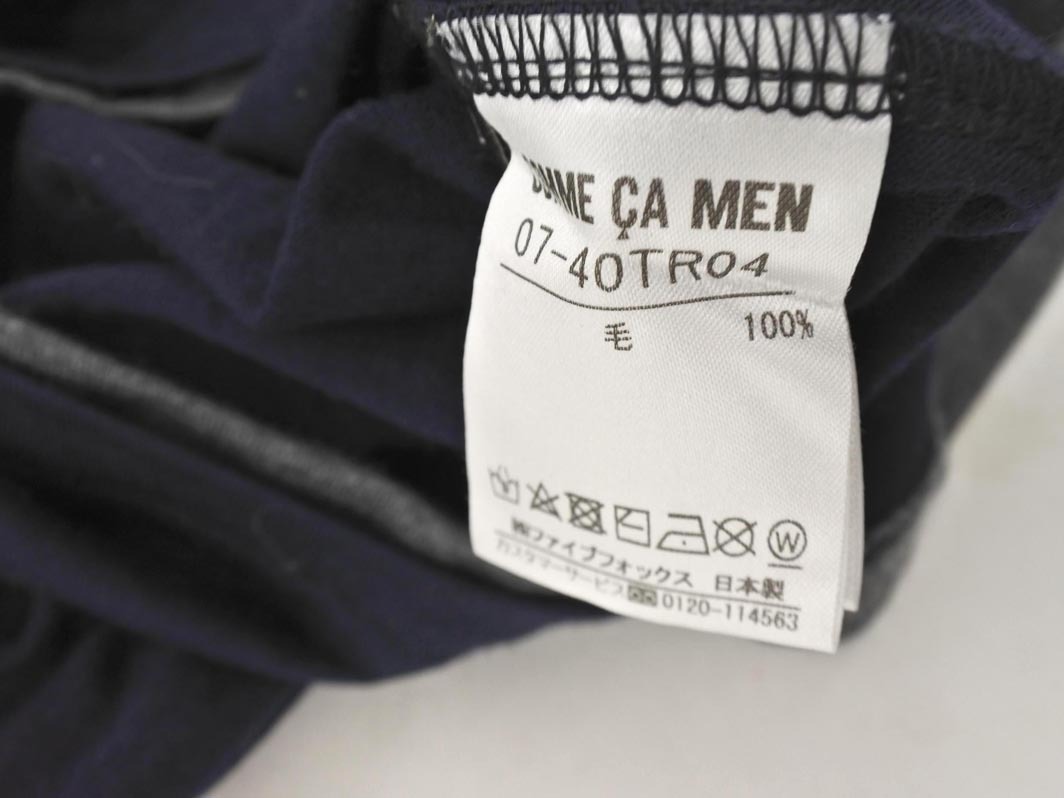 COMME ÇA MEN
07-40TR04
毛 100%
W
㈱ファイブフォックス 日本製
カスタマーサービス 0120-114563